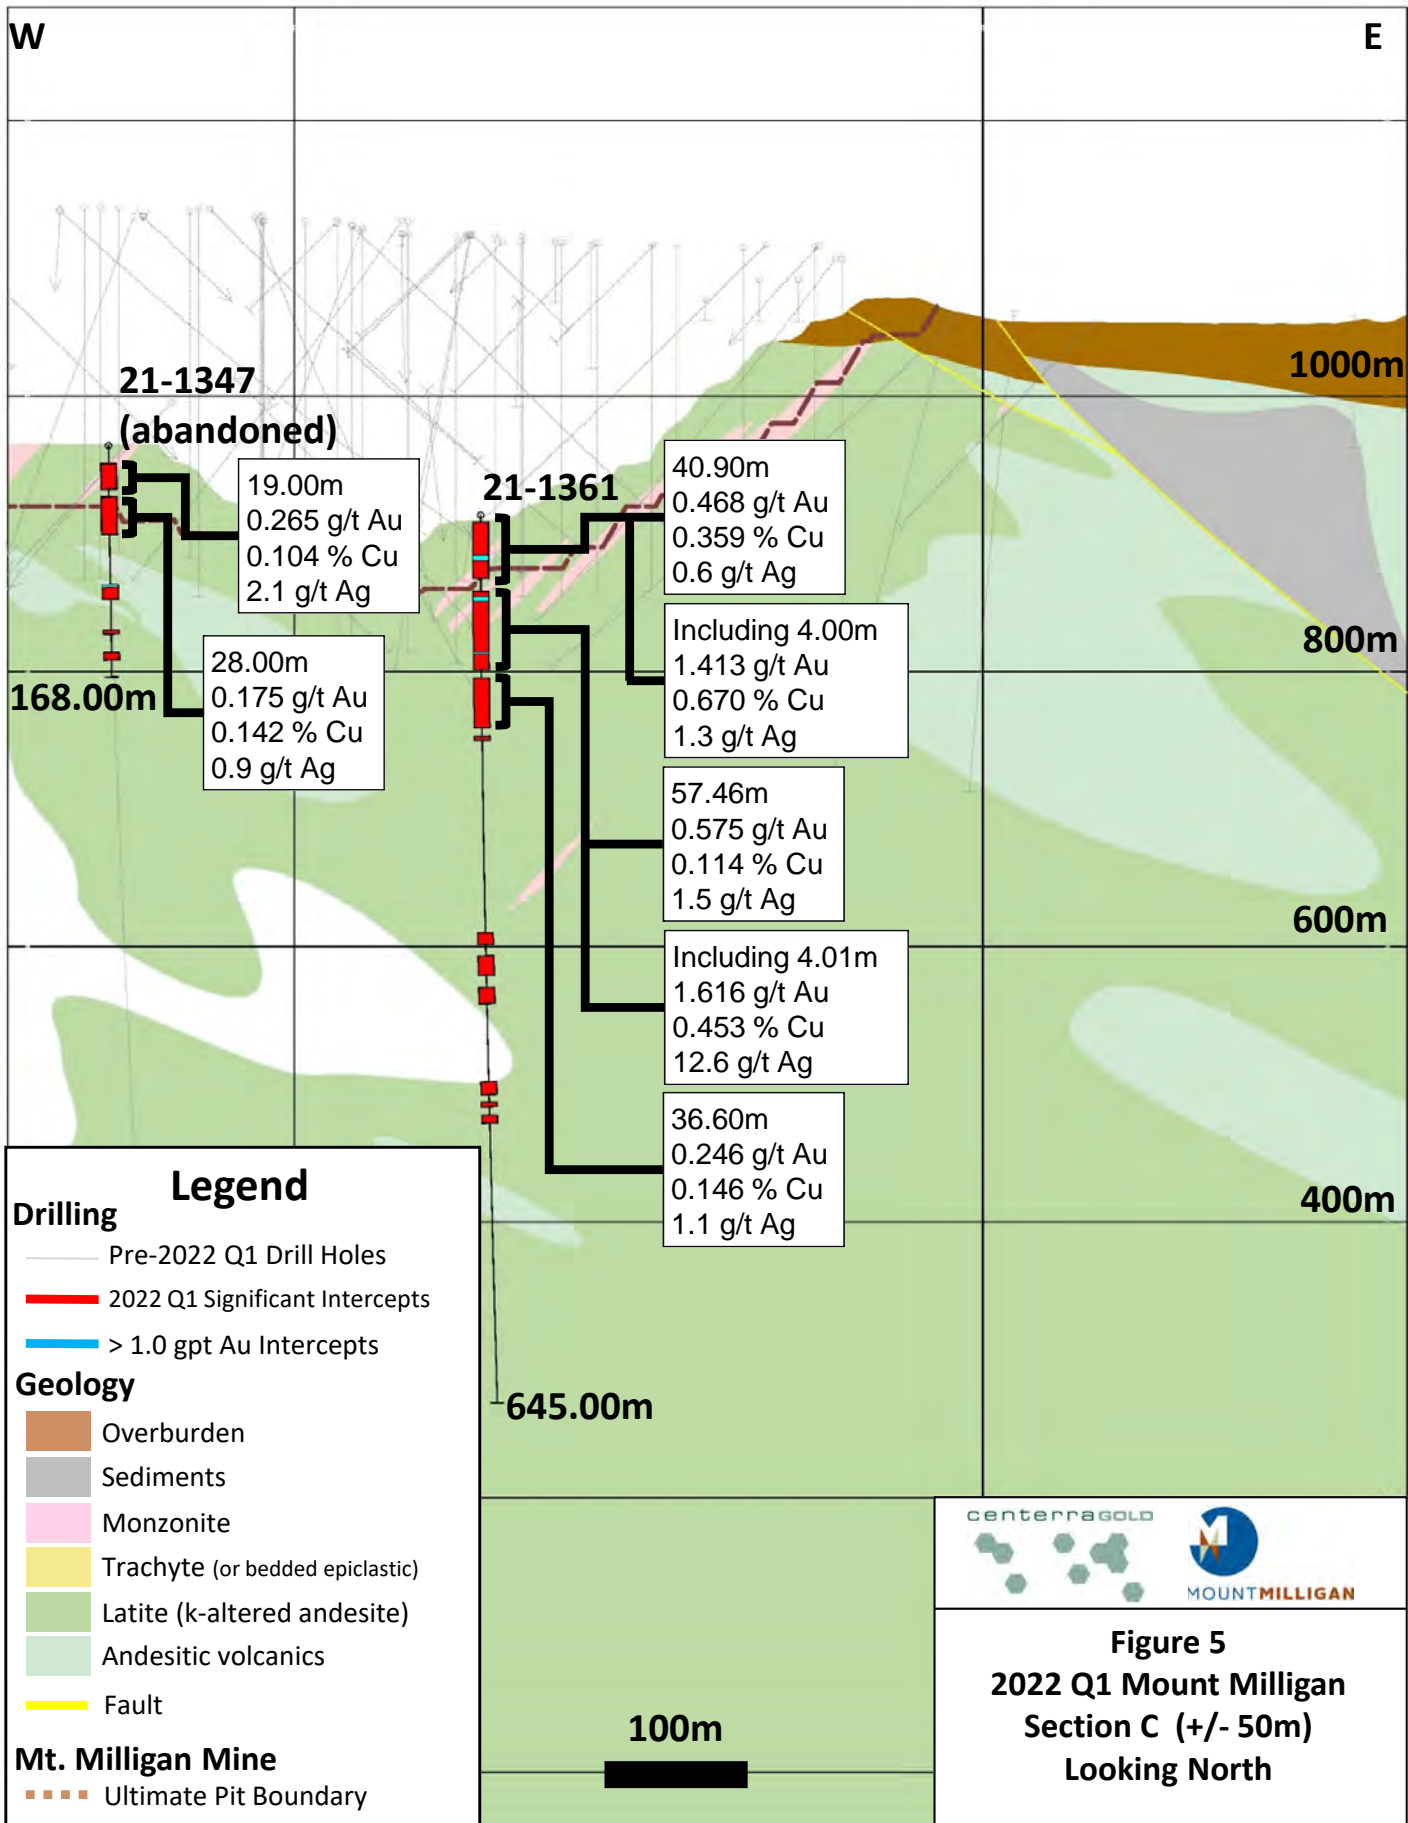 W
E
1000m
21-1347
(abandoned)
19.00m
0.265 g/t Au
0.104 % Cu
2.1 g/t Ag
28.00m
0.175 g/t Au
0.142 % Cu
0.9 g/t Ag
168.00m
21-1361
40.90m
0.468 g/t Au
0.359 % Cu
0.6 g/t Ag
Including 4.00m
1.413 g/t Au
0.670 % Cu
1.3 g/t Ag
57.46m
0.575 g/t Au
0.114 % Cu
1.5 g/t Ag
Including 4.01m
1.616 g/t Au
0.453 % Cu
12.6 g/t Ag
36.60m
0.246 g/t Au
0.146 % Cu
1.1 g/t Ag
800m
600m
400m
645.00m
Legend
Drilling
Pre-2022 Q1 Drill Holes
2022 Q1 Significant Intercepts
> 1.0 gpt Au Intercepts
Geology
Overburden
Sediments
Monzonite
Trachyte (or bedded epiclastic)
Latite (k-altered andesite)
Andesitic volcanics
Fault
Mt. Milligan Mine
Ultimate Pit Boundary
100m
centerraGOLD
MOUNTMILLIGAN
Figure 5
2022 Q1 Mount Milligan
Section C (+/- 50m)
Looking North